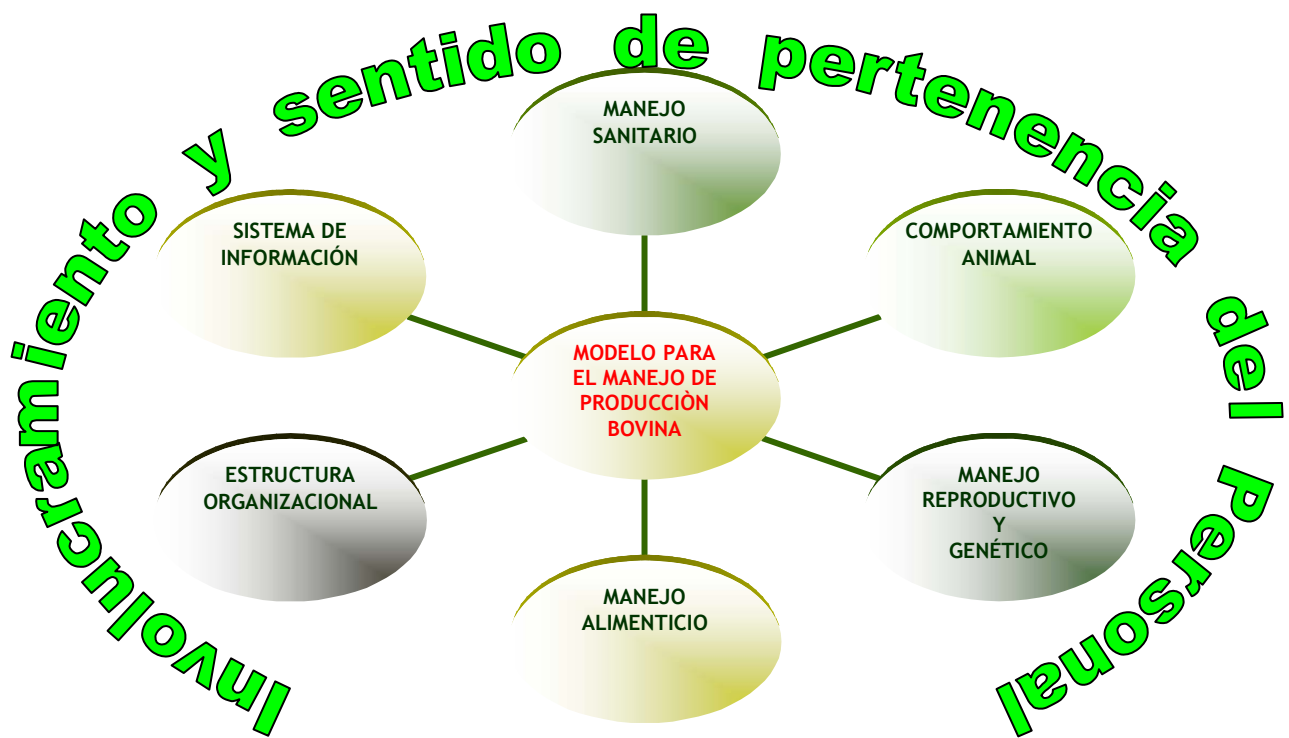 Involucramiento y sentido de pertenencia del Personal
MANEJO
SANITARIO
SISTEMA DE
INFORMACIÓN
COMPORTAMIENTO
ANIMAL
MODELO PARA
EL MANEJO DE
PRODUCCIÒN
BOVINA
ESTRUCTURA
ORGANIZACIONAL
MANEJO
REPRODUCTIVO
Y
GENÉTICO
MANEJO
ALIMENTICIO